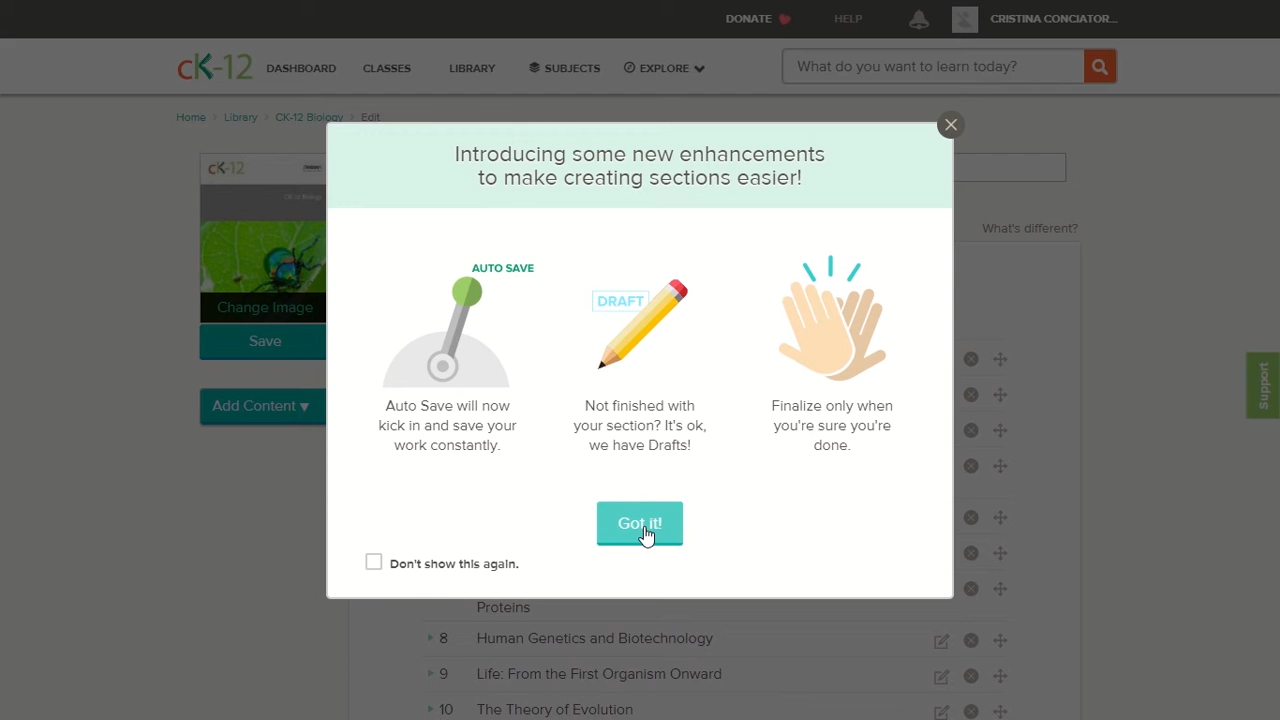 DONATE
HELP
CRISTINA CONCIATOR...
cK-12
DASHBOARD
CLASSES
LIBRARY
SUBJECTS
EXPLORE
What do you want to learn today?
Home
Library
CK-12 Biology
Edit
cK-12
Change Image
Save
Add Content ▾
What's different?
Introducing some new enhancements
to make creating sections easier!
AUTO SAVE
Auto Save will now
kick in and save your
work constantly.
DRAFT
Not finished with
your section? It's ok,
we have Drafts!
Finalize only when
you're sure you're
done.
Got it!
Don't show this again.
Support
Proteins
8 Human Genetics and Biotechnology
9 Life: From the First Organism Onward
10 The Theory of Evolution